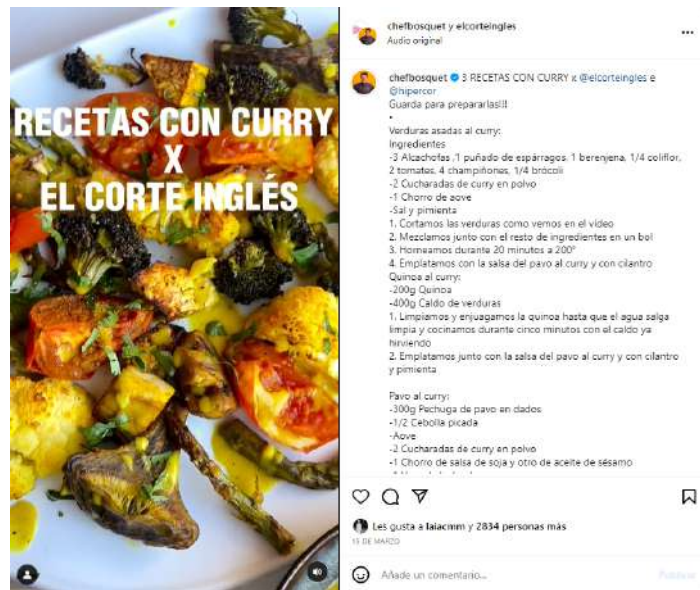 RECETAS CON CURRY
X
EL CORTE INGLÉS
chefbosquet y elcorteingles
Audio original
chefbosquet 3 RECETAS CON CURRY x @elcorteingles e
@hipercor
Guarda para prepararlas!!!
•
Verduras asadas al curry:
Ingredientes
-3 Alcachofas ,1 puñado de espárragos, 1 berenjena, 1/4 coliflor,
2 tomates, 4 champiñones, 1/4 brócoli
-2 Cucharadas de curry en polvo
-1 Chorro de aove
-Sal y pimienta
1. Cortamos las verduras como vemos en el vídeo
2. Mezclamos junto con el resto de ingredientes en un bol
3. Horneamos durante 20 minutos a 200º
4. Emplatamos con la salsa del pavo al curry y con cilantro
Quinoa al curry:
-200g Quinoa
-400g Caldo de verduras
1. Limpiamos y enjuagamos la quinoa hasta que el agua salga
limpia y cocinamos durante cinco minutos con el caldo ya
hirviendo
2. Emplatamos junto con la salsa del pavo al curry y con cilantro
y pimienta
Pavo al curry:
-300g Pechuga de pavo en dados
-1/2 Cebolla picada
-Aove
-2 Cucharadas de curry en polvo
-1 Chorro de salsa de soja y otro de aceite de sésamo
Les gusta a laiacmm y 2834 personas más
15 DE MARZO
Añade un comentario...
Publicar